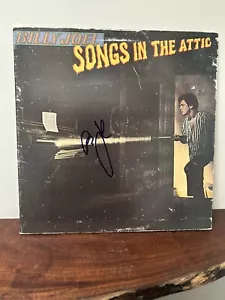 BILLY JOEL
SONGS IN THE ATTIC